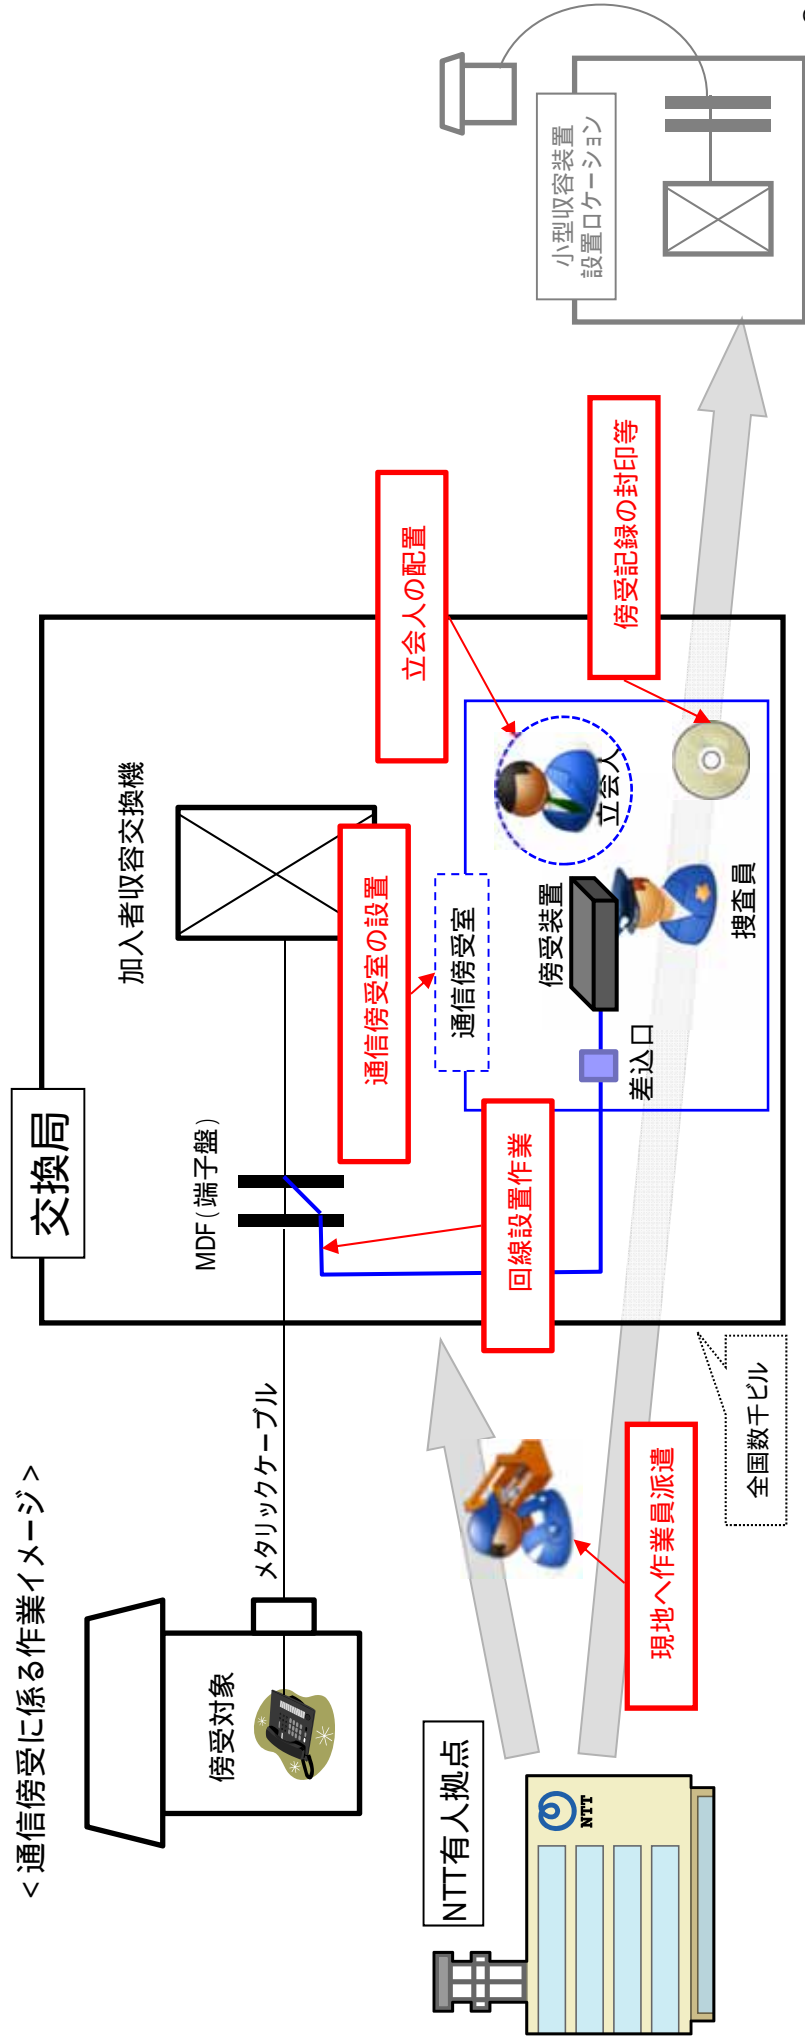 ＜通信傍受に係る作業イメージ＞
傍受対象
メタリックケーブル
交換局
MDF（端子盤）
加入者収容交換機
通信傍受室の設置
立会人の配置
通信傍受室
回線設置作業
差込口
傍受装置
立会人
捜査員
傍受記録の封印等
小型収容装置
設置ロケーション
NTT有人拠点
NTT
現地へ作業員派遣
全国数千ビル